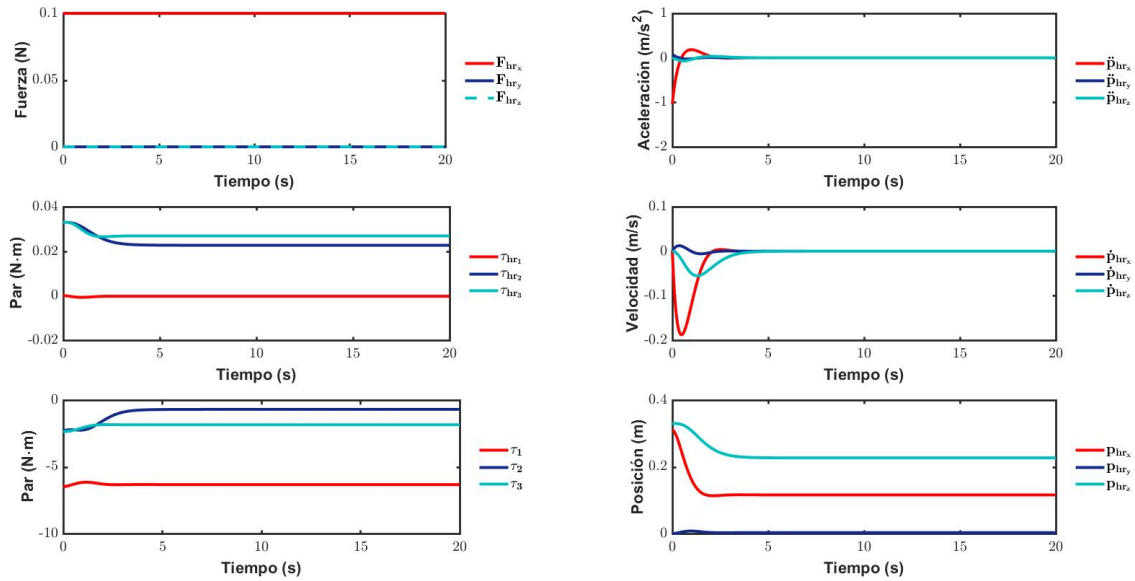 0.1
0.05
0
0
5
10
15
20
Fuerza (N)
Tiempo (s)
F_hr_x
F_hr_y
F_hr_z
1
0
-1
-2
0
5
10
15
20
Aceleración (m/s²)
Tiempo (s)
p̈_hr_x
p̈_hr_y
p̈_hr_z
0.04
0.02
0
-0.02
0
5
10
15
20
Par (N·m)
Tiempo (s)
τ_hr_1
τ_hr_2
τ_hr_3
0.1
0
-0.1
-0.2
0
5
10
15
20
Velocidad (m/s)
Tiempo (s)
ṗ_hr_x
ṗ_hr_y
ṗ_hr_z
0
-5
-10
0
5
10
15
20
Par (N·m)
Tiempo (s)
τ_1
τ_2
τ_3
0.4
0.2
0
0
5
10
15
20
Posición (m)
Tiempo (s)
p_hr_x
p_hr_y
p_hr_z